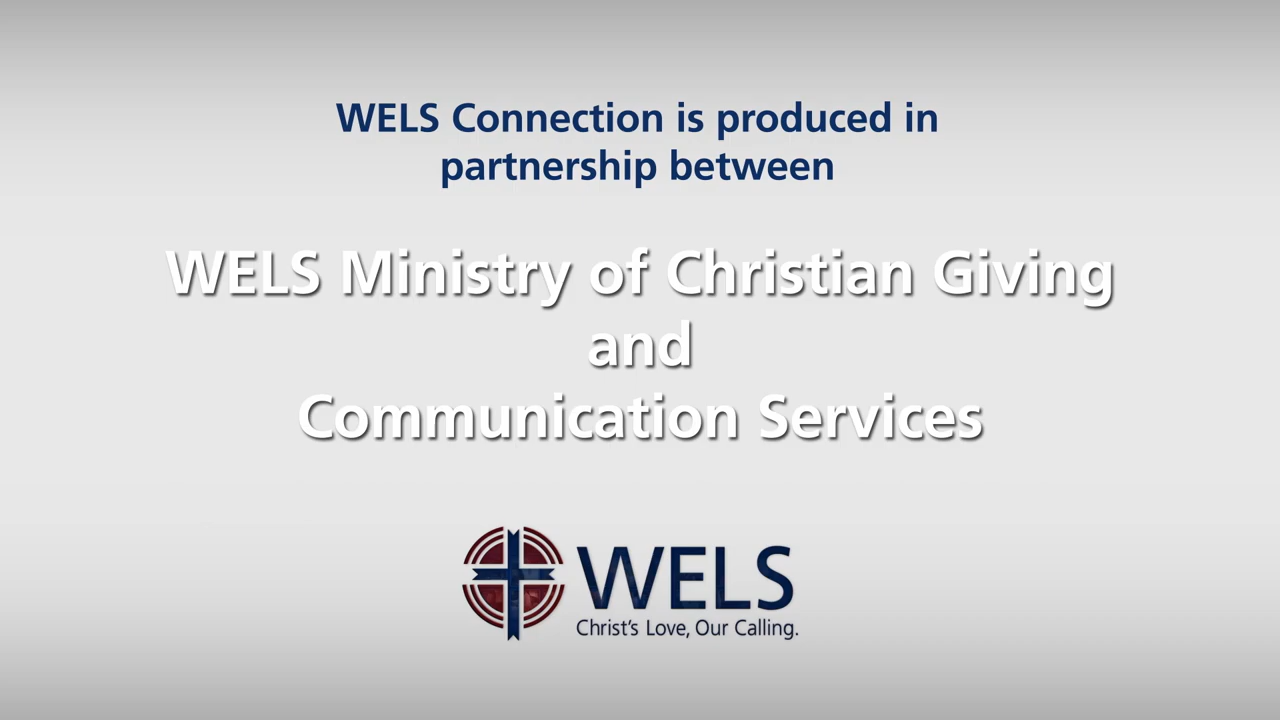 WELS Connection is produced in
partnership between
WELS Ministry of Christian Giving
and
Communication Services
WELS
Christ's Love, Our Calling.